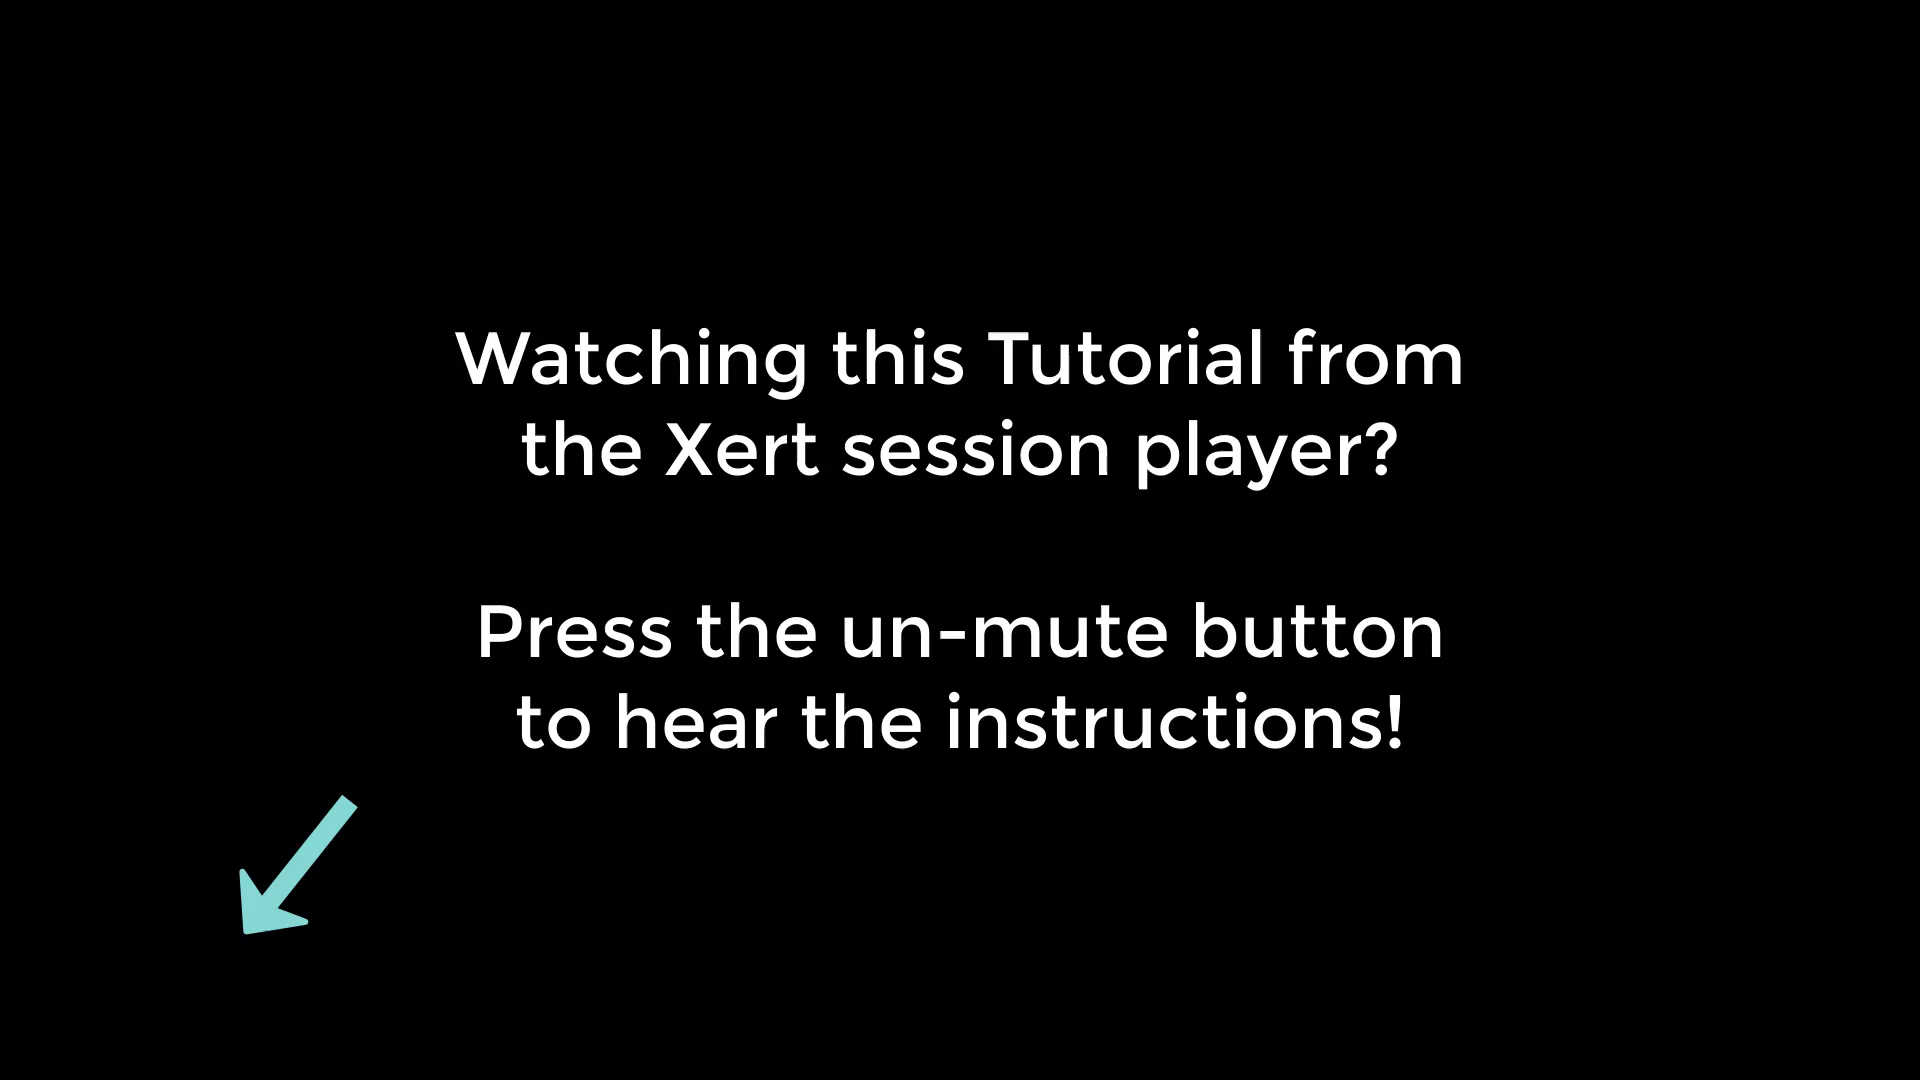 Watching this Tutorial from
the Xert session player?
Press the un-mute button
to hear the instructions!